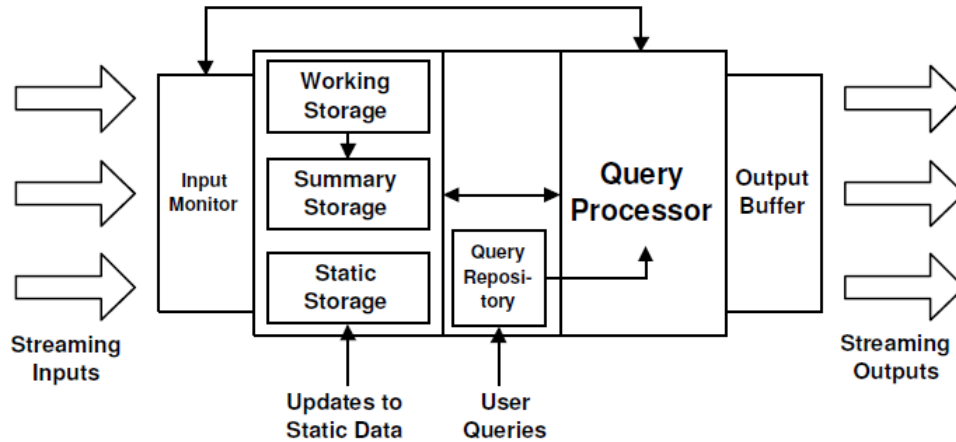 Working
Storage
Summary
Storage
Static
Storage
Input
Monitor
Query
Reposi-
tory
Query
Processor
Output
Buffer
Streaming
Inputs
Updates to
Static Data
User
Queries
Streaming
Outputs